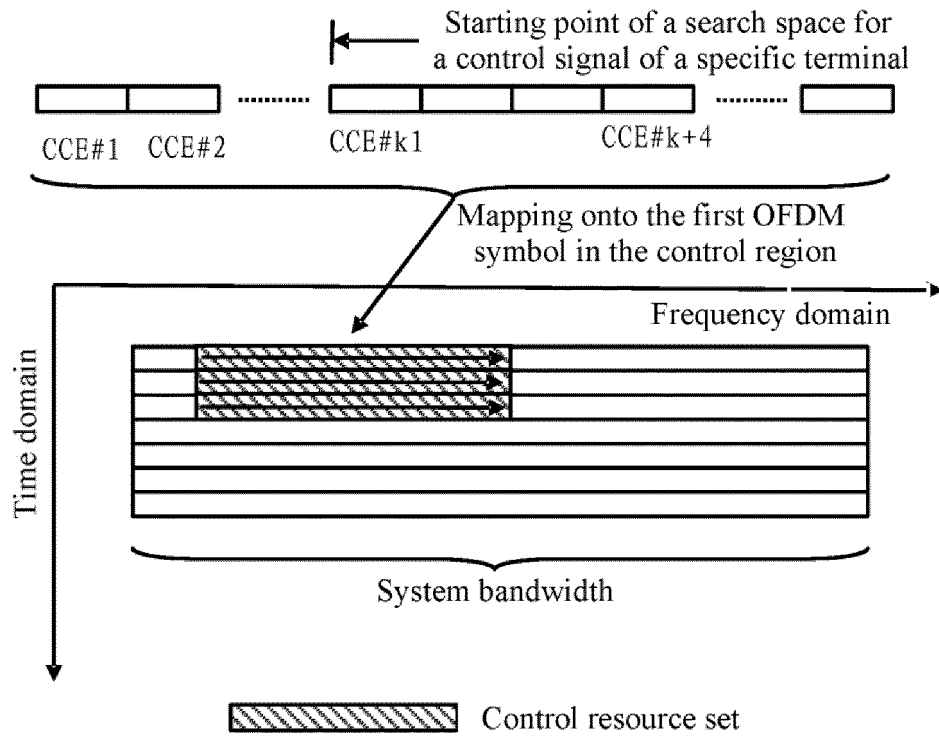 Starting point of a search space for
a control signal of a specific terminal
CCE#1 CCE#2 CCE#k1 CCE#k+4
Mapping onto the first OFDM
symbol in the control region
Frequency domain
Time domain
System bandwidth
Control resource set